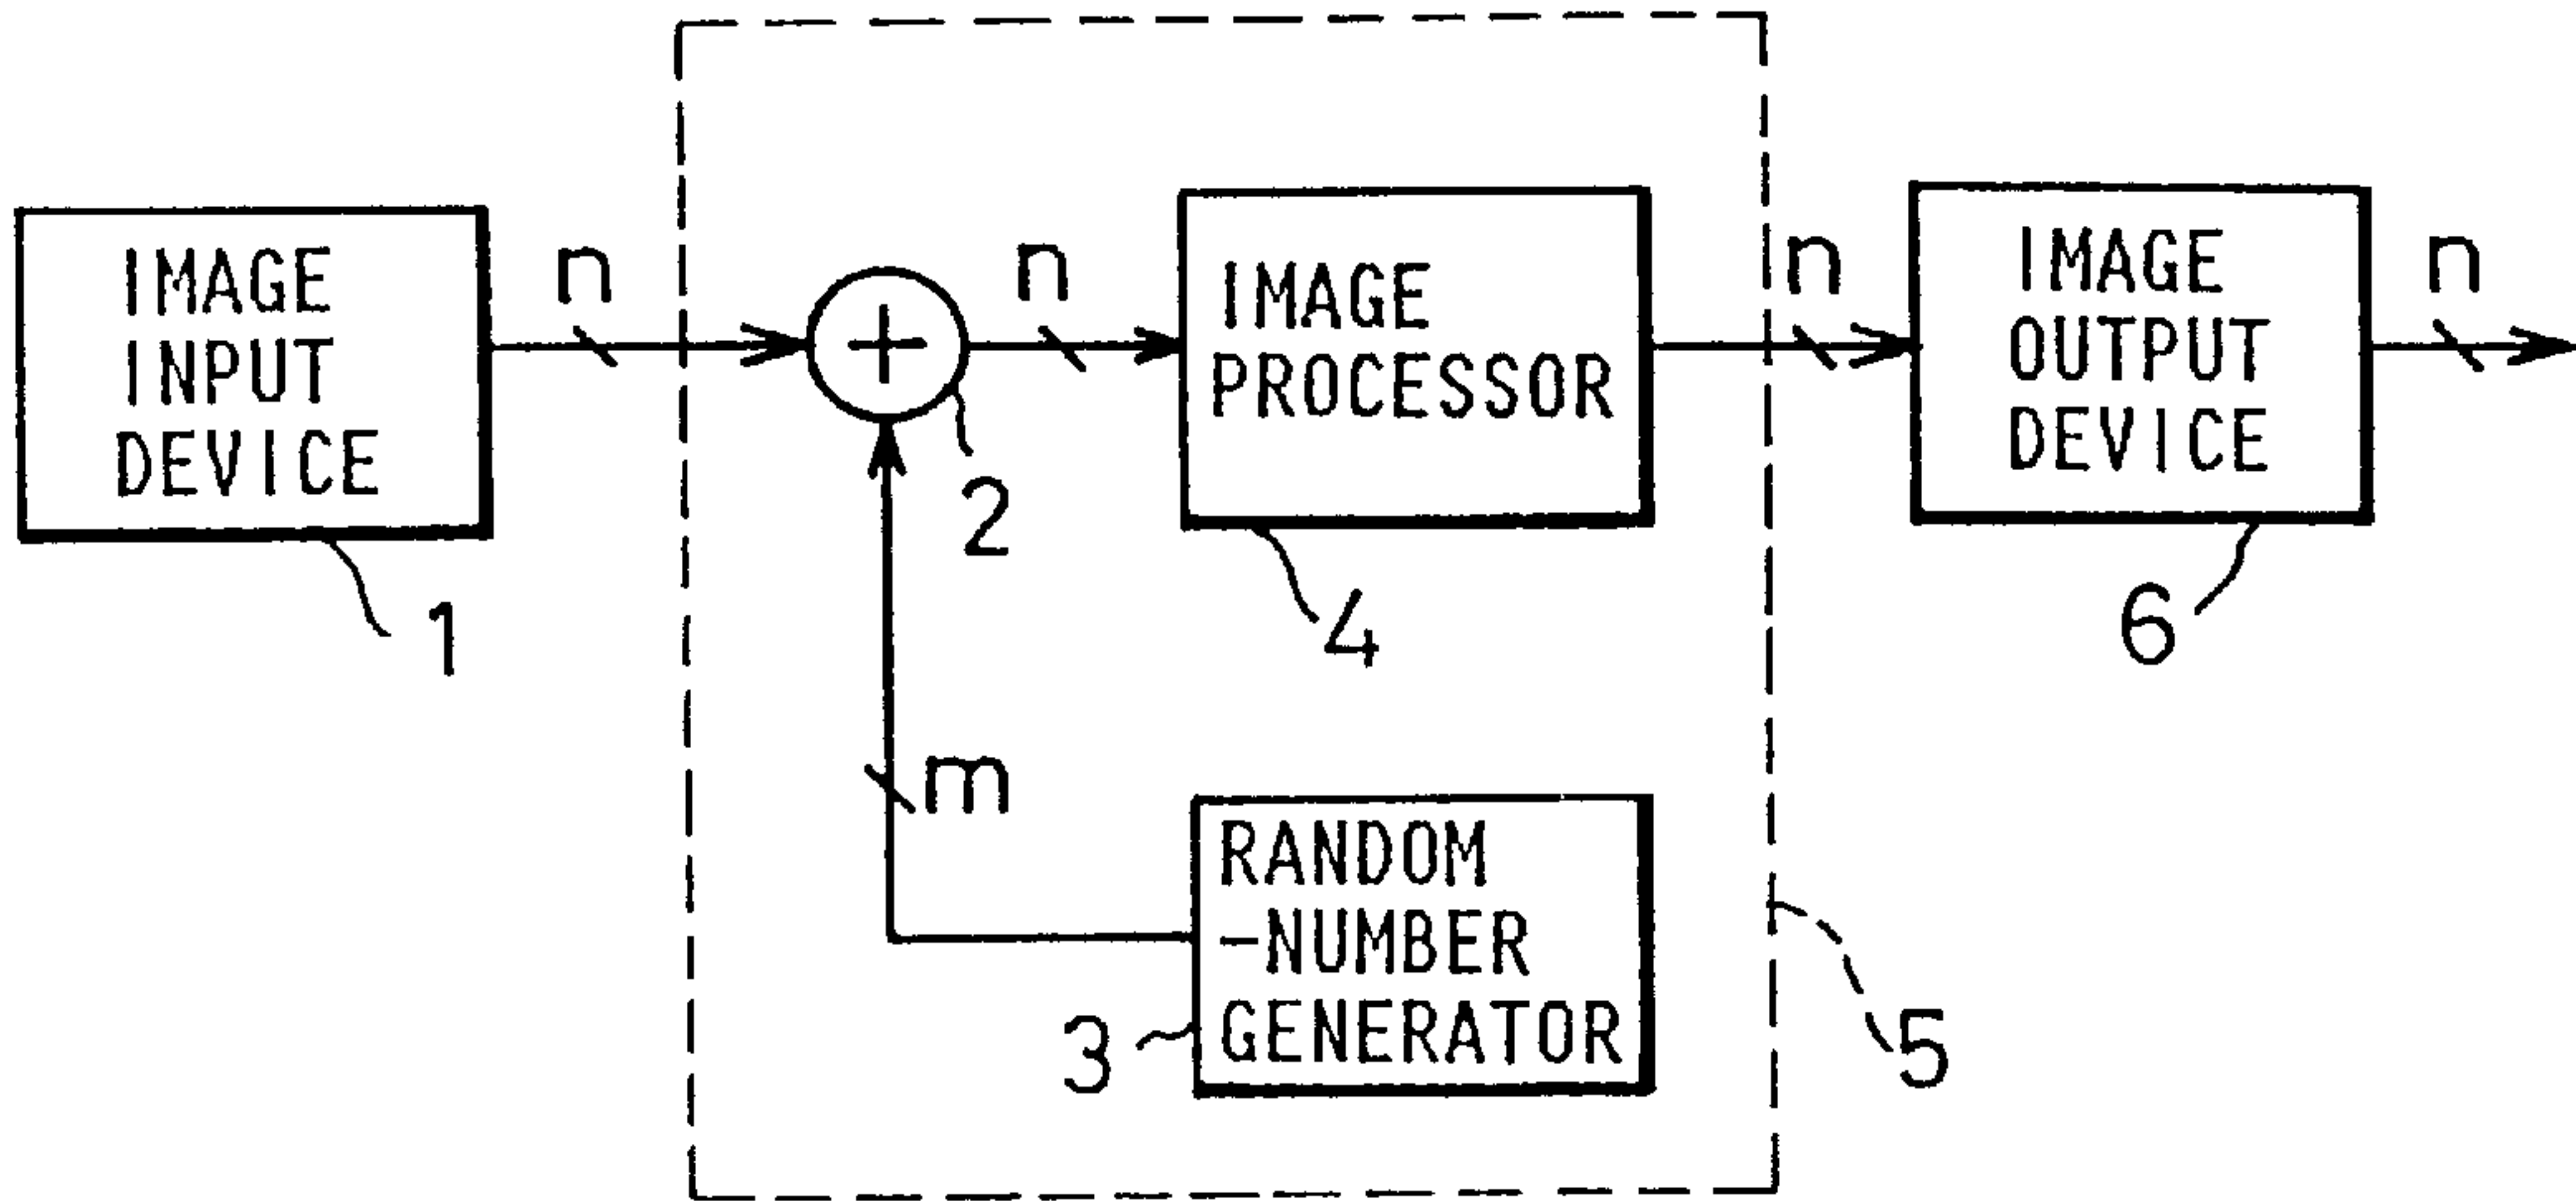 IMAGE
INPUT
DEVICE
1
n
2
n
IMAGE
PROCESSOR
4
m
RANDOM
-NUMBER
GENERATOR
3
5
n
IMAGE
OUTPUT
DEVICE
6
n